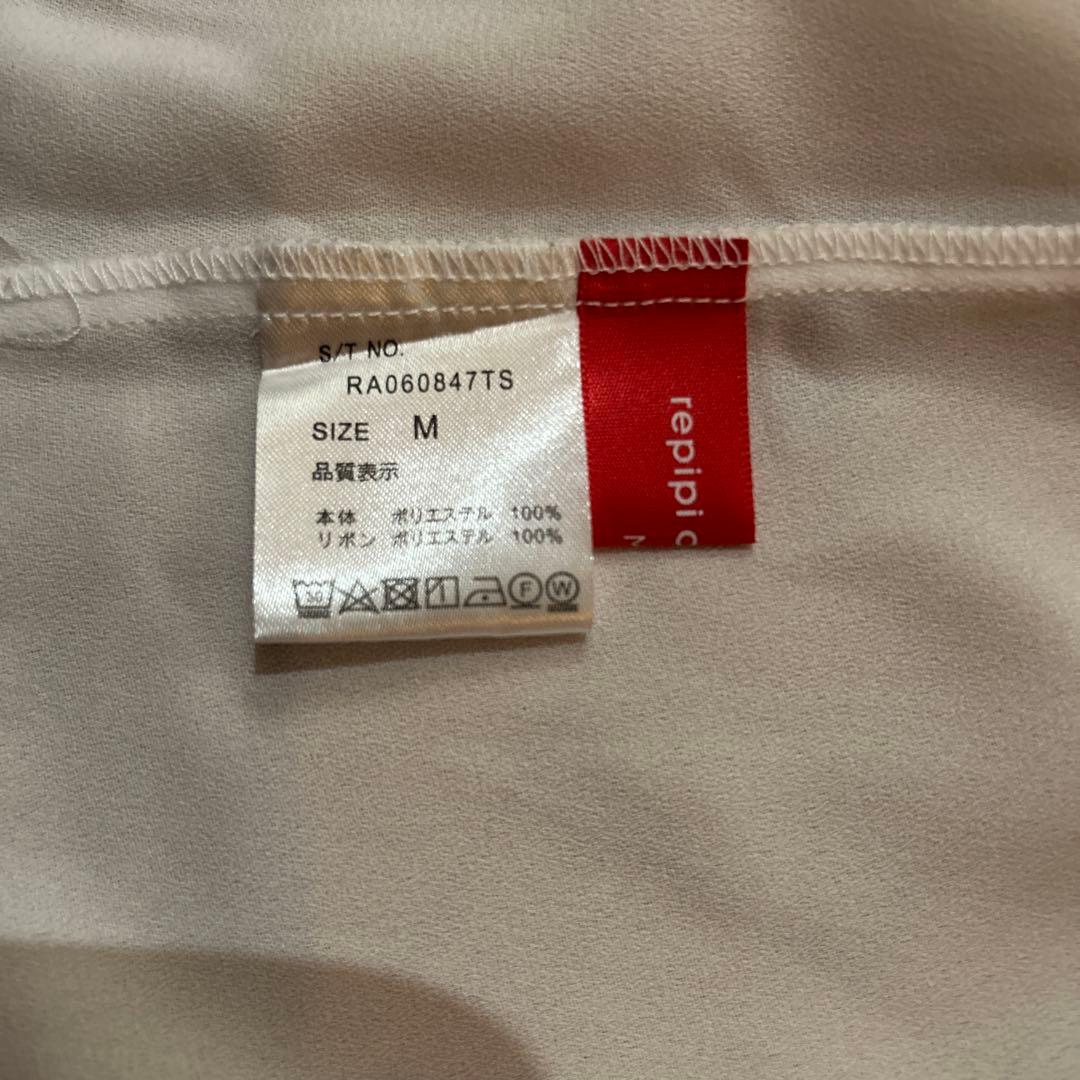 S/T NO.
RA060847TS
SIZE M
品質表示
本体 ポリエステル 100%
リボン ポリエステル 100%
30
F W
repipi
M